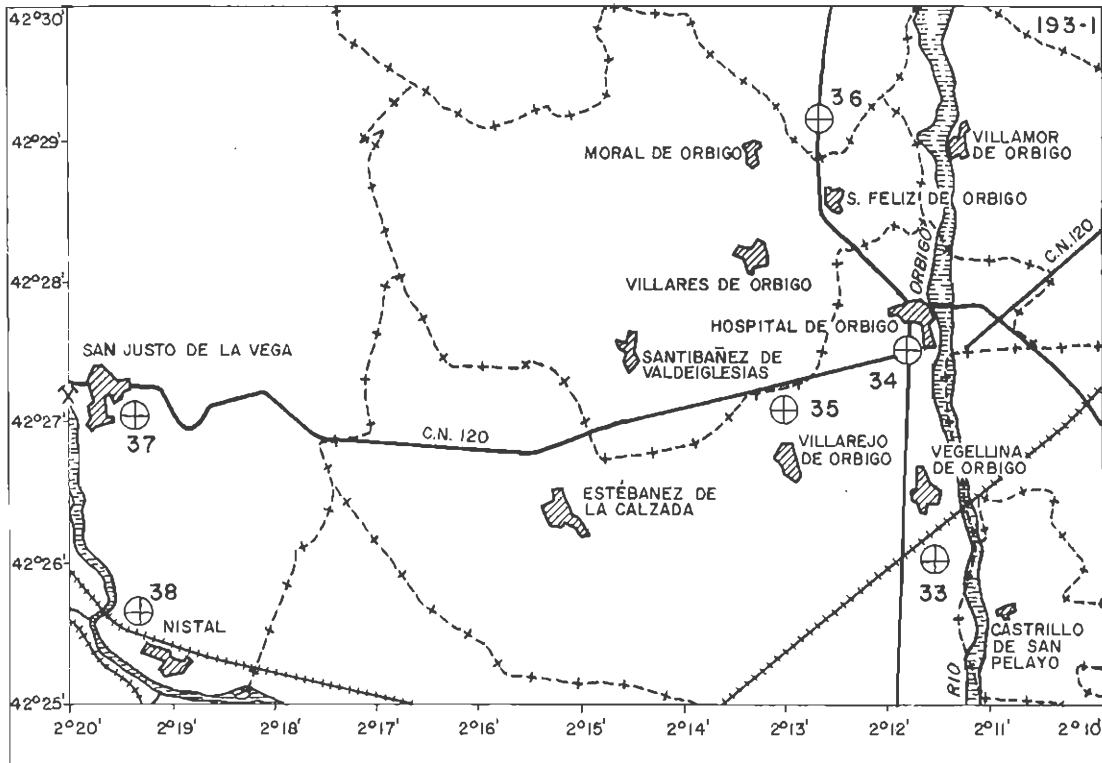 42°30'
193-1
36
42°29'
MORAL DE ORBIGO
VILLAMOR
DE ORBIGO
S. FELIZ DE ORBIGO
C.N. 120
ORBIGO
42°28'
VILLARES DE ORBIGO
HOSPITAL DE ORBIGO
SAN JUSTO DE LA VEGA
SANTIBAÑEZ DE
VALDEIGLESIAS
34
35
42°27'
37
C.N. 120
VILLAREJO
DE ORBIGO
VEGELLINA
DE ORBIGO
ESTÉBANEZ DE
LA CALZADA
42°26'
38
33
NISTAL
CASTRILLO
DE SAN
PELAYO
RIO
42°25'
2°20'
2°19'
2°18'
2°17'
2°16'
2°15'
2°14'
2°13'
2°12'
2°11'
2°10'